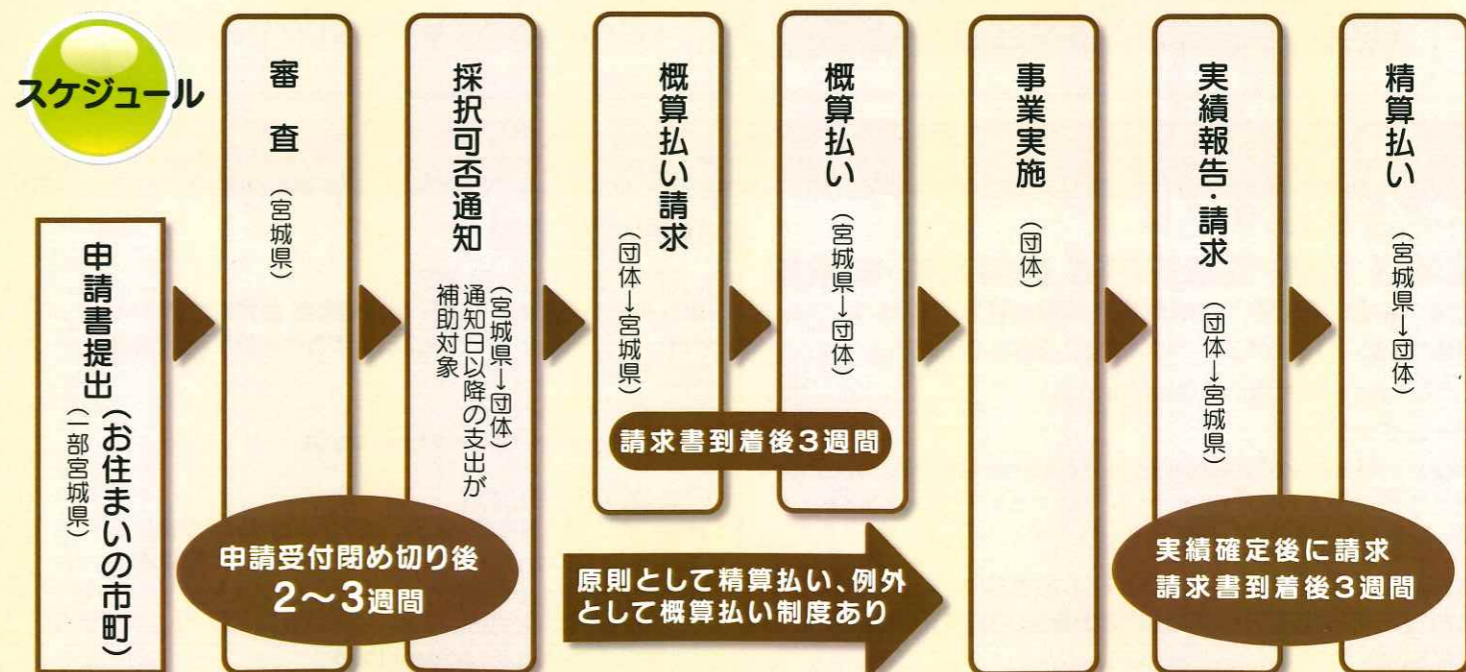 スケジュール
申請書提出
（お住まいの市町）
（一部宮城県）
審査
（宮城県）
採択可否通知
（宮城県→団体）
通知日以降の支出が
補助対象
申請受付閉め切り後
2～3週間
概算払い請求
（団体→宮城県）
概算払い
（宮城県→団体）
請求書到着後3週間
原則として精算払い、例外
として概算払い制度あり
事業実施
（団体）
実績報告・請求
（団体→宮城県）
精算払い
（宮城県→団体）
実績確定後に請求
請求書到着後3週間